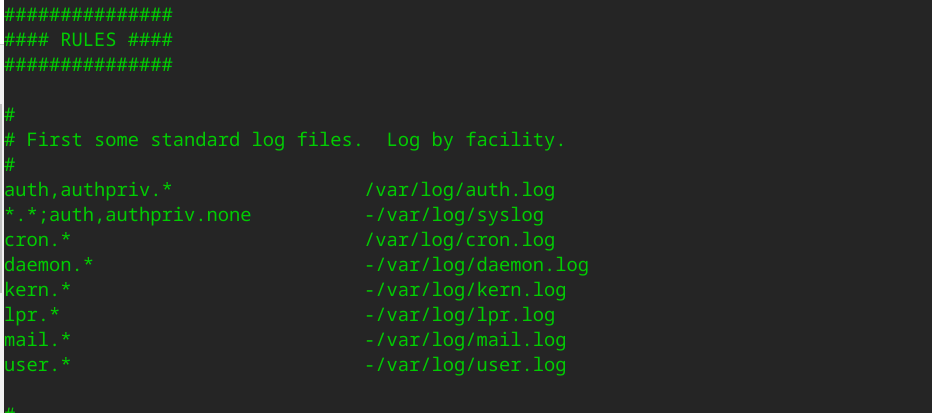 ###############
#### RULES ####
###############
#
# First some standard log files.  Log by facility.
#
auth,authpriv.*                 /var/log/auth.log
*.*;auth,authpriv.none          -/var/log/syslog
cron.*                          /var/log/cron.log
daemon.*                        -/var/log/daemon.log
kern.*                          -/var/log/kern.log
lpr.*                           -/var/log/lpr.log
mail.*                          -/var/log/mail.log
user.*                          -/var/log/user.log
#